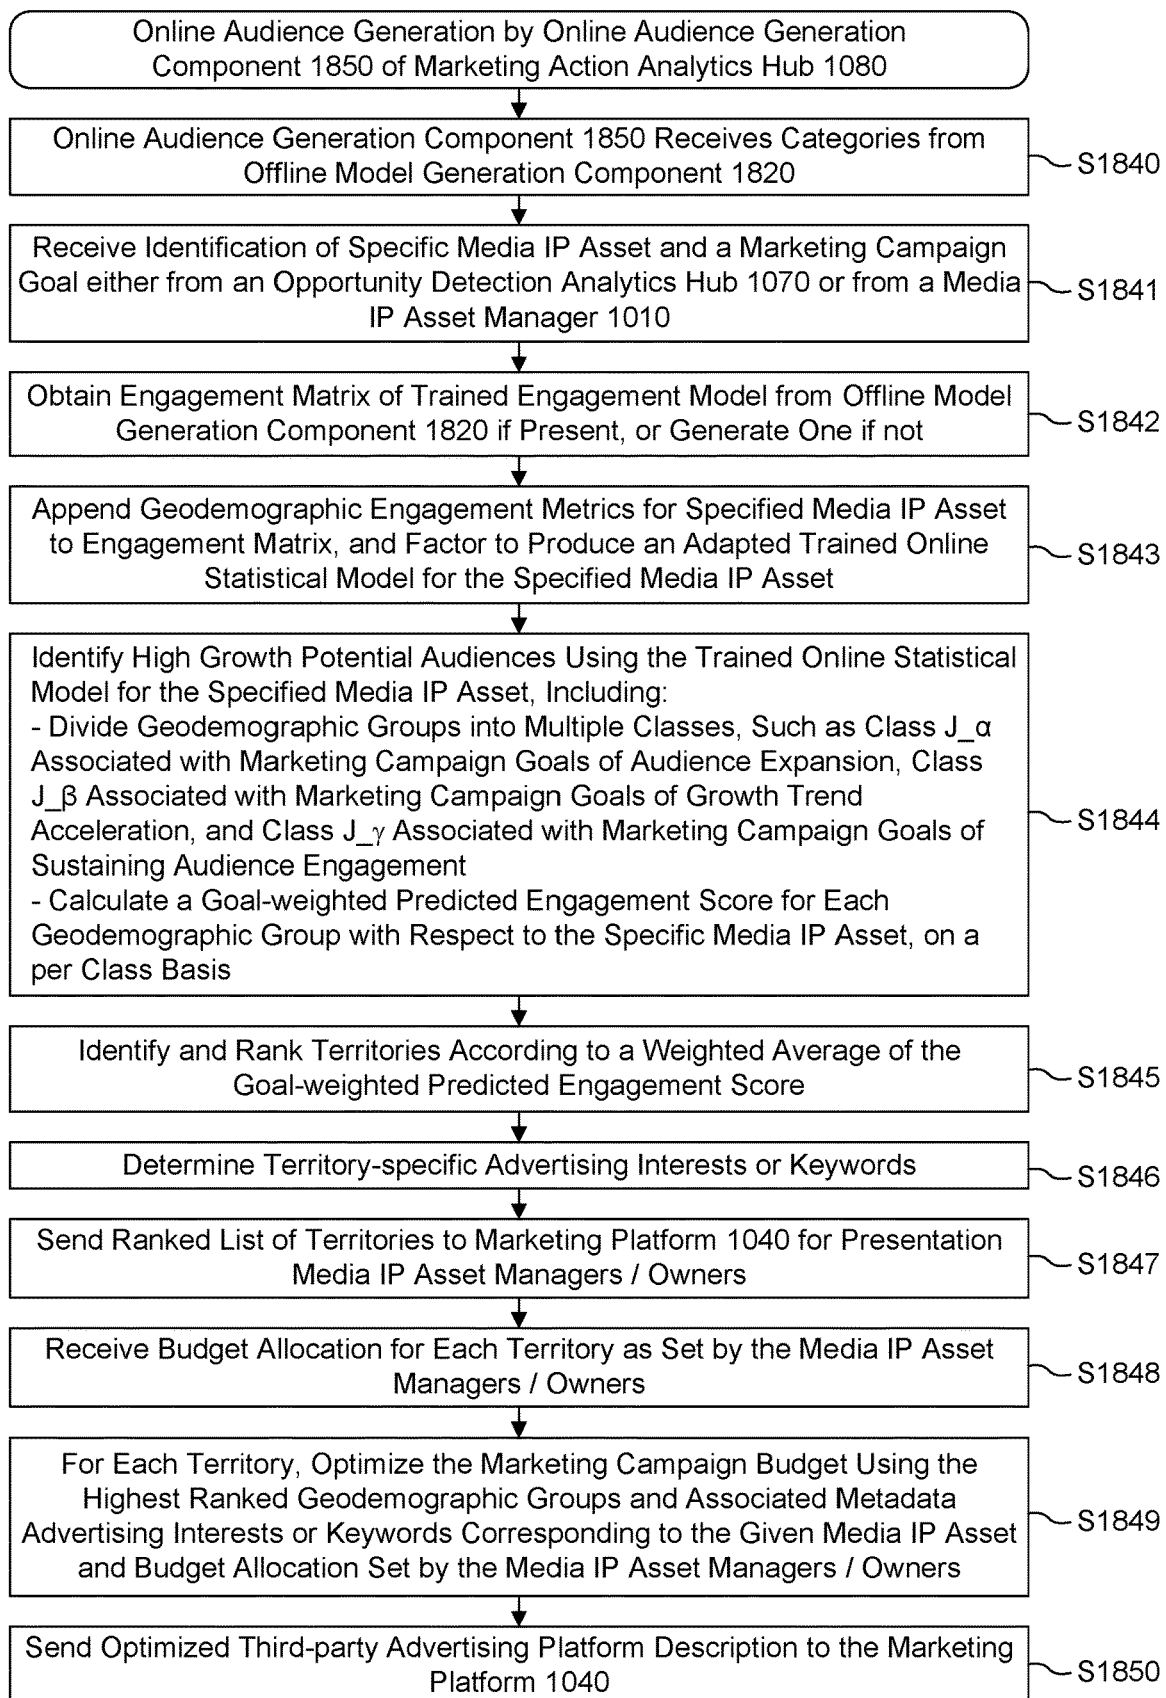 Online Audience Generation by Online Audience Generation
Component 1850 of Marketing Action Analytics Hub 1080
Online Audience Generation Component 1850 Receives Categories from
Offline Model Generation Component 1820
S1840
Receive Identification of Specific Media IP Asset and a Marketing Campaign
Goal either from an Opportunity Detection Analytics Hub 1070 or from a Media
IP Asset Manager 1010
S1841
Obtain Engagement Matrix of Trained Engagement Model from Offline Model
Generation Component 1820 if Present, or Generate One if not
S1842
Append Geodemographic Engagement Metrics for Specified Media IP Asset
to Engagement Matrix, and Factor to Produce an Adapted Trained Online
Statistical Model for the Specified Media IP Asset
S1843
Identify High Growth Potential Audiences Using the Trained Online Statistical
Model for the Specified Media IP Asset, Including:
- Divide Geodemographic Groups into Multiple Classes, Such as Class J_α
Associated with Marketing Campaign Goals of Audience Expansion, Class
J_β Associated with Marketing Campaign Goals of Growth Trend
Acceleration, and Class J_γ Associated with Marketing Campaign Goals of
Sustaining Audience Engagement
- Calculate a Goal-weighted Predicted Engagement Score for Each
Geodemographic Group with Respect to the Specific Media IP Asset, on a
per Class Basis
S1844
Identify and Rank Territories According to a Weighted Average of the
Goal-weighted Predicted Engagement Score
S1845
Determine Territory-specific Advertising Interests or Keywords
S1846
Send Ranked List of Territories to Marketing Platform 1040 for Presentation
Media IP Asset Managers / Owners
S1847
Receive Budget Allocation for Each Territory as Set by the Media IP Asset
Managers / Owners
S1848
For Each Territory, Optimize the Marketing Campaign Budget Using the
Highest Ranked Geodemographic Groups and Associated Metadata
Advertising Interests or Keywords Corresponding to the Given Media IP Asset
and Budget Allocation Set by the Media IP Asset Managers / Owners
S1849
Send Optimized Third-party Advertising Platform Description to the Marketing
Platform 1040
S1850